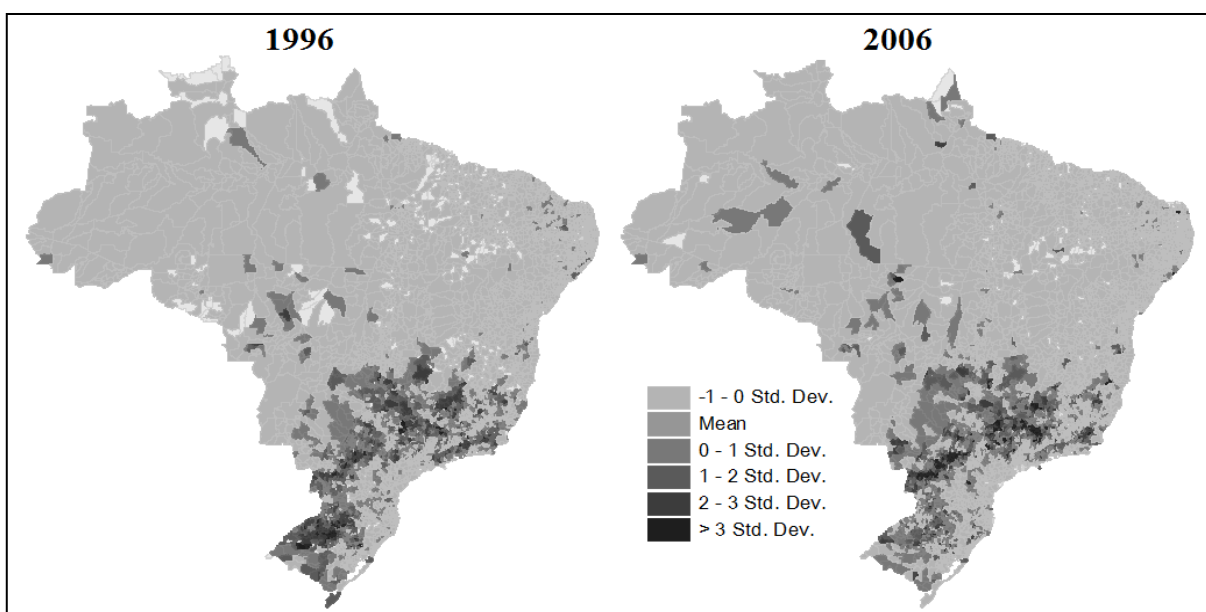 1996
2006
-1 - 0 Std. Dev.
Mean
0 - 1 Std. Dev.
1 - 2 Std. Dev.
2 - 3 Std. Dev.
> 3 Std. Dev.